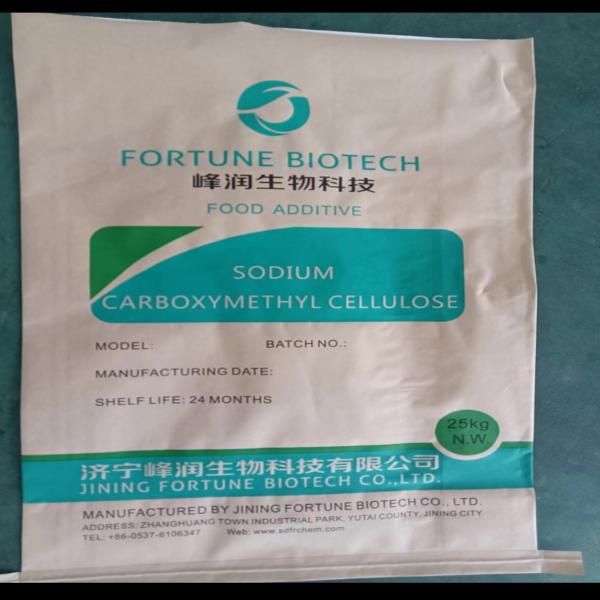 FORTUNE BIOTECH
峰润生物科技
FOOD ADDITIVE
SODIUM
CARBOXYMETHYL CELLULOSE
MODEL: BATCH NO.:
MANUFACTURING DATE:
SHELF LIFE: 24 MONTHS
25kg
N.W.
济宁峰润生物科技有限公司
JINING FORTUNE BIOTECH CO.,LTD.
MANUFACTURED BY JINING FORTUNE BIOTECH CO., LTD.
ADDRESS: ZHANGHUANG TOWN INDUSTRIAL PARK, YUTAI COUNTY, JINING CITY
TEL: +86-0537-6106347 Web: www.sdfrchem.com